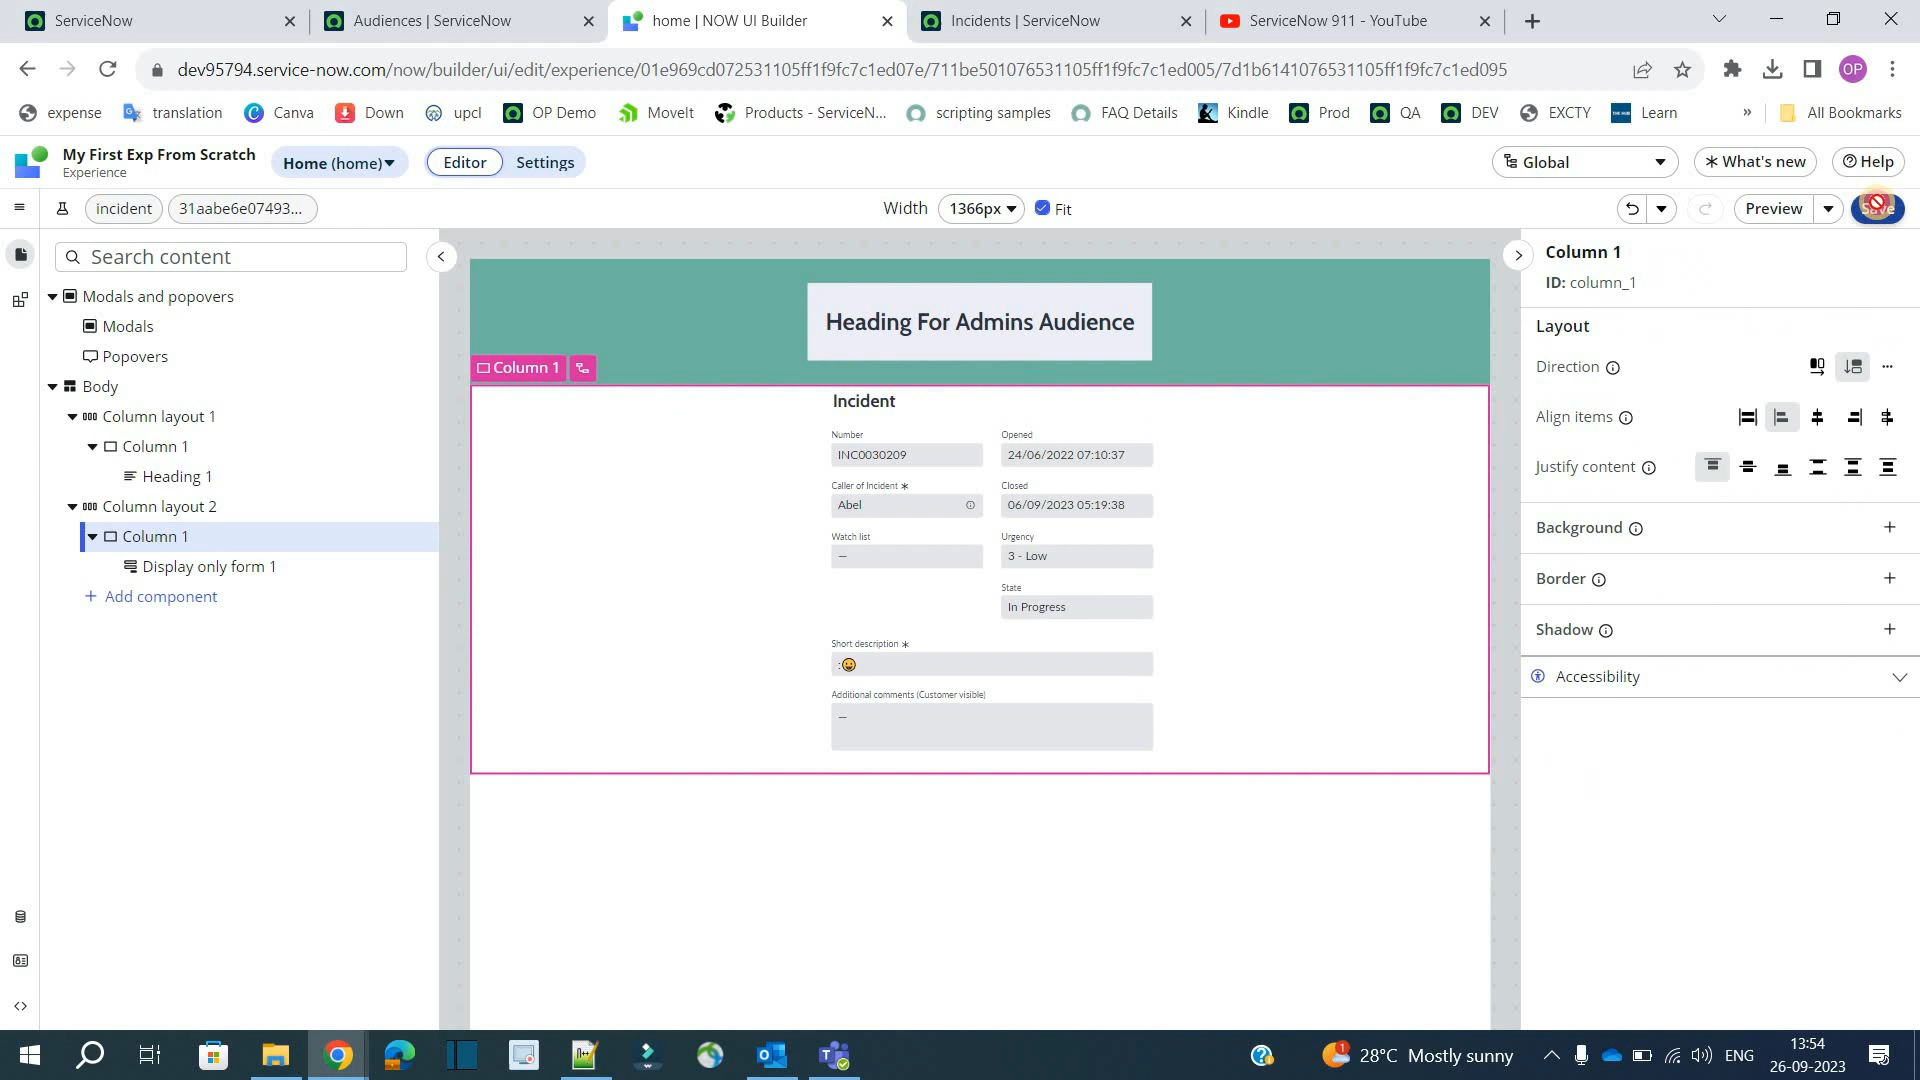 ServiceNow
Audiences | ServiceNow
home | NOW UI Builder
Incidents | ServiceNow
ServiceNow 911 - YouTube
dev95794.service-now.com/now/builder/ui/edit/experience/01e969cd072531105ff1f9fc7c1ed07e/711be501076531105ff1f9fc7c1ed005/7d1b6141076531105ff1f9fc7c1ed095
OP
expense
translation
Canva
Down
upcl
OP Demo
MoveIt
Products - ServiceN...
scripting samples
FAQ Details
Kindle
Prod
QA
DEV
EXCTY
Learn
»
All Bookmarks
My First Exp From Scratch
Experience
Home (home)
Editor
Settings
Global
What's new
Help
incident
31aabe6e07493...
Width
1366px
Fit
Preview
Save
Search content
Modals and popovers
Modals
Popovers
Body
Column layout 1
Column 1
Heading 1
Column layout 2
Column 1
Display only form 1
+ Add component
Heading For Admins Audience
Column 1
Incident
Number
INC0030209
Opened
24/06/2022 07:10:37
Caller of Incident *
Abel
Closed
06/09/2023 05:19:38
Watch list
—
Urgency
3 - Low
State
In Progress
Short description *
:😀
Additional comments (Customer visible)
—
Column 1
ID: column_1
Layout
Direction
Align items
Justify content
Background
Border
Shadow
Accessibility
1
28°C Mostly sunny
ENG
13:54
26-09-2023